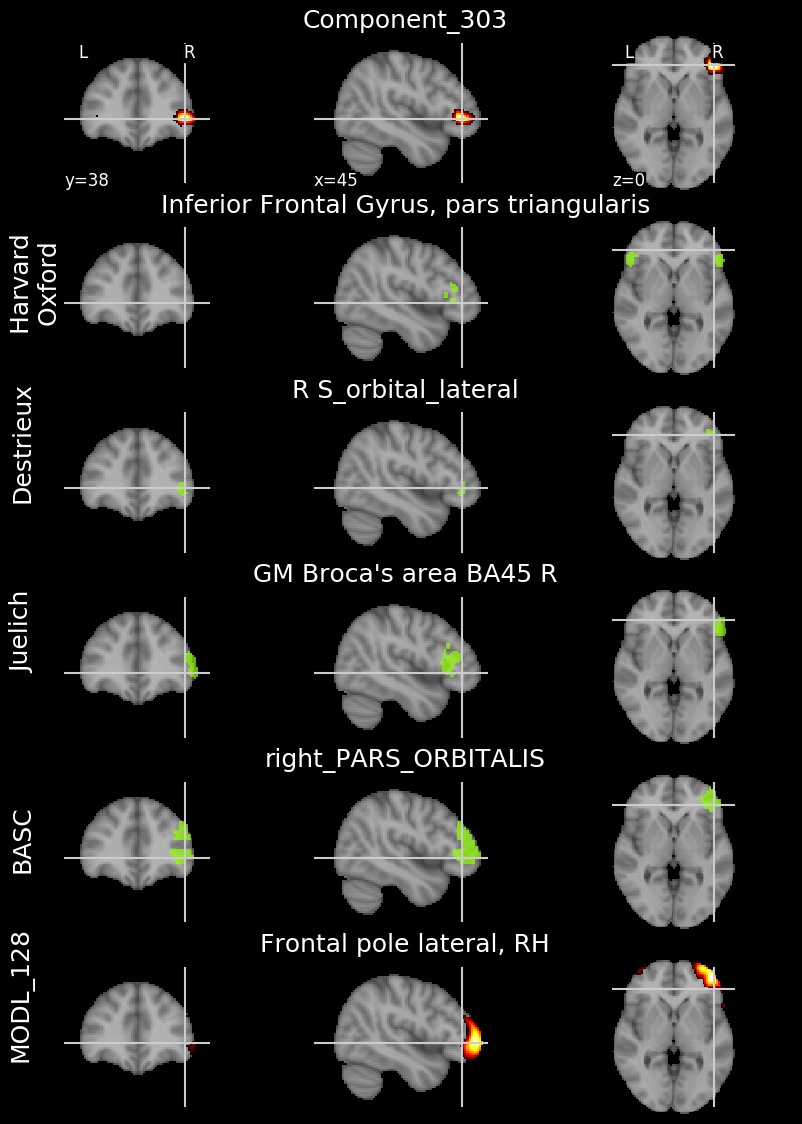 Component_303
L R
L R
y=38 x=45 z=0
Inferior Frontal Gyrus, pars triangularis
Harvard
Oxford
R S_orbital_lateral
Destrieux
GM Broca's area BA45 R
Juelich
right_PARS_ORBITALIS
BASC
Frontal pole lateral, RH
MODL_128